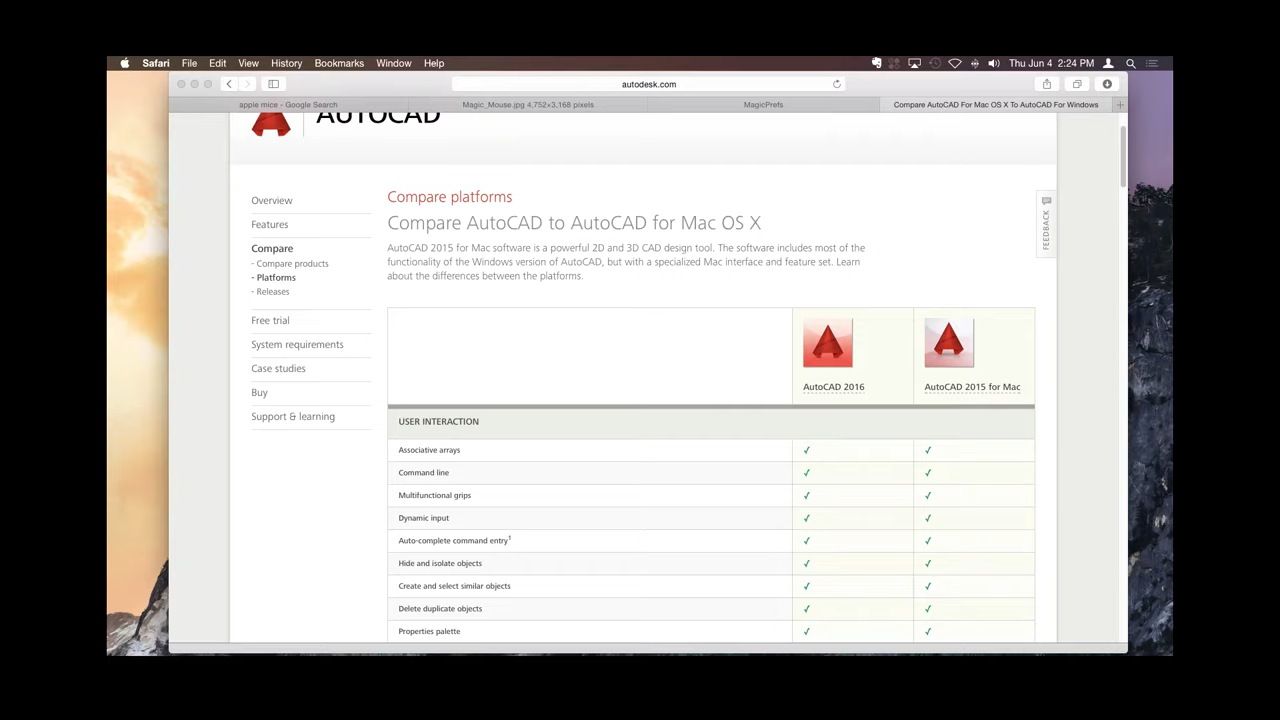 Safari File Edit View History Bookmarks Window Help Thu Jun 4 2:24 PM
autodesk.com
apple mice - Google Search Magic_Mouse.jpg 4,752×3,168 pixels MagicPrefs Compare AutoCAD For Mac OS X To AutoCAD For Windows
AUTOCAD
Overview
Features
Compare
- Compare products
- Platforms
- Releases
Free trial
System requirements
Case studies
Buy
Support & learning
Compare platforms
Compare AutoCAD to AutoCAD for Mac OS X
AutoCAD 2015 for Mac software is a powerful 2D and 3D CAD design tool. The software includes most of the
functionality of the Windows version of AutoCAD, but with a specialized Mac interface and feature set. Learn
about the differences between the platforms.
FEEDBACK
AutoCAD 2016 AutoCAD 2015 for Mac
USER INTERACTION
Associative arrays ✓ ✓
Command line ✓ ✓
Multifunctional grips ✓ ✓
Dynamic input ✓ ✓
Auto-complete command entry¹ ✓ ✓
Hide and isolate objects ✓ ✓
Create and select similar objects ✓ ✓
Delete duplicate objects ✓ ✓
Properties palette ✓ ✓